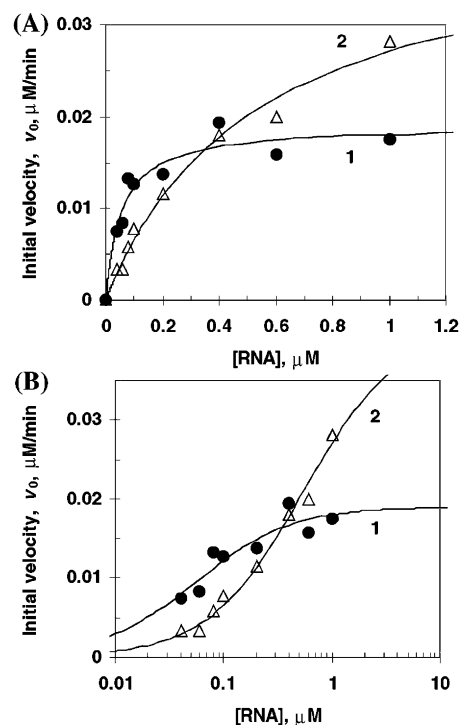 (A)
0.03
0.02
0.01
0
Initial velocity, v₀, μM/min
2
1
0 0.2 0.4 0.6 0.8 1.0 1.2
[RNA], μM
(B)
0.03
0.02
0.01
0
Initial velocity, v₀, μM/min
2
1
0.01 0.1 1 10
[RNA], μM